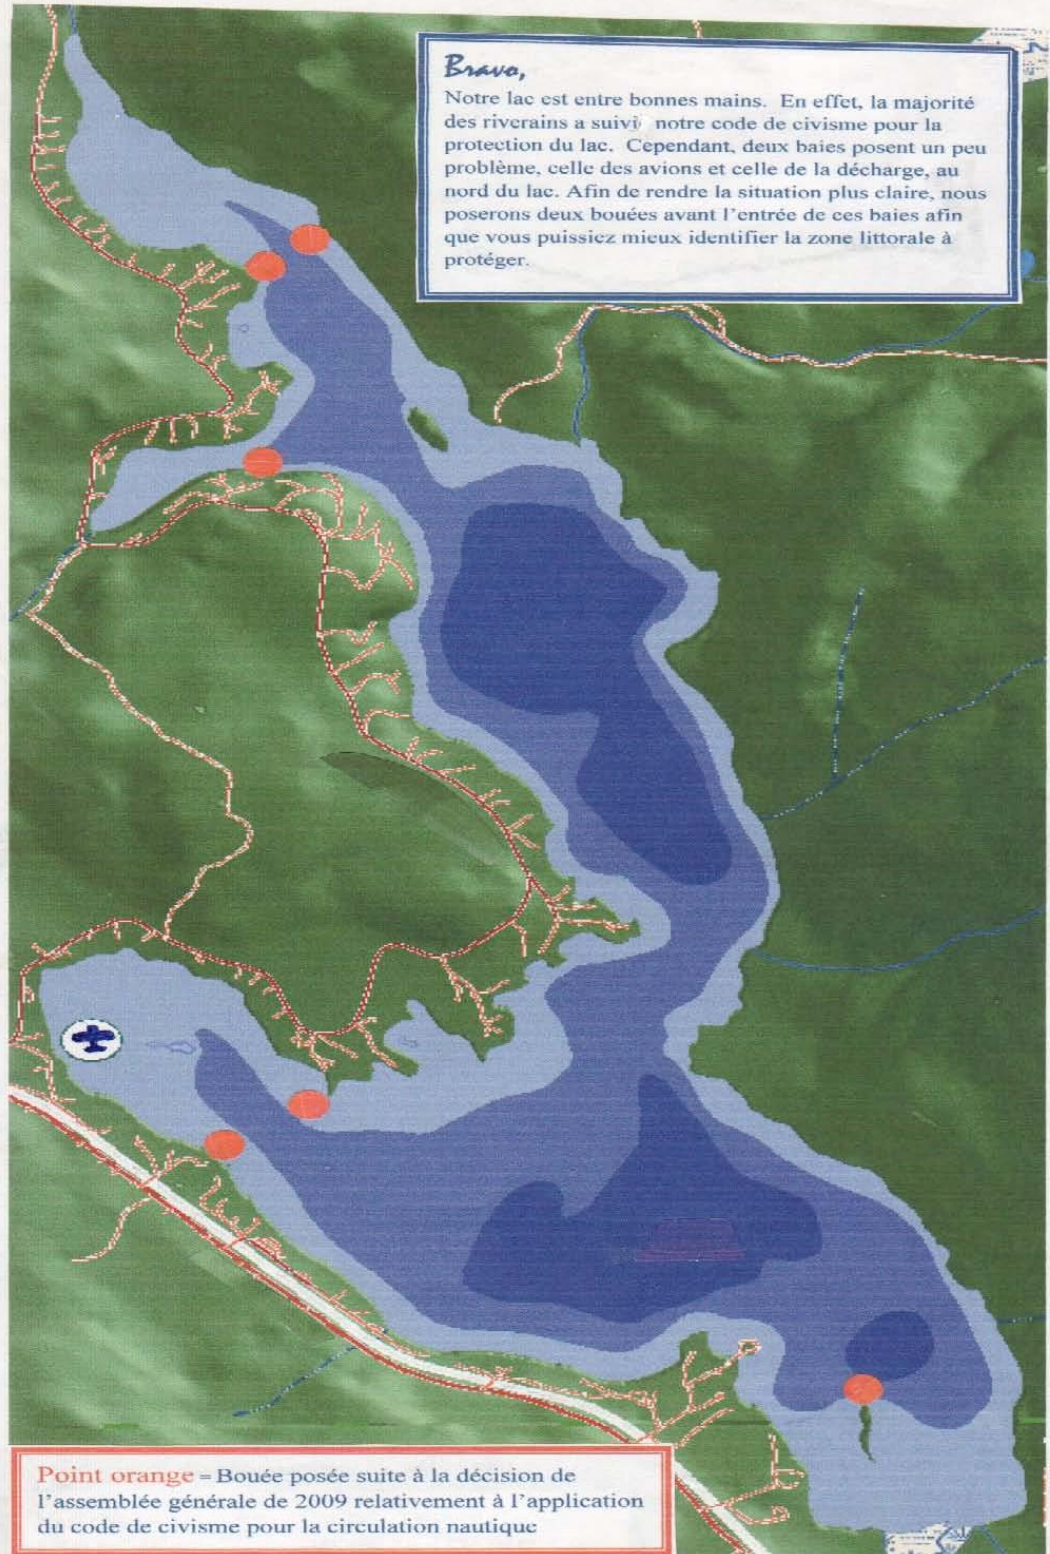 Bravo,
Notre lac est entre bonnes mains. En effet, la majorité
des riverains a suivi notre code de civisme pour la
protection du lac. Cependant, deux baies posent un peu
problème, celle des avions et celle de la décharge, au
nord du lac. Afin de rendre la situation plus claire, nous
poserons deux bouées avant l'entrée de ces baies afin
que vous puissiez mieux identifier la zone littorale à
protéger.
Point orange = Bouée posée suite à la décision de
l'assemblée générale de 2009 relativement à l'application
du code de civisme pour la circulation nautique